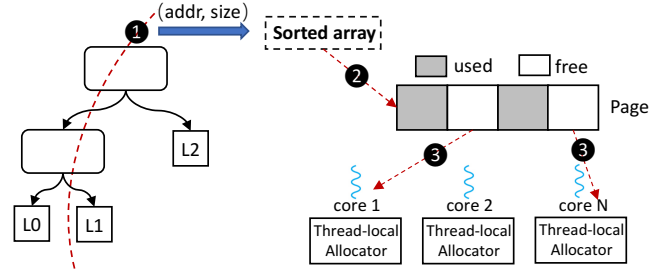 1
(addr, size)
Sorted array
2
used
free
Page
L2
3
3
L0
L1
core 1
core 2
core N
Thread-local
Allocator
Thread-local
Allocator
Thread-local
Allocator